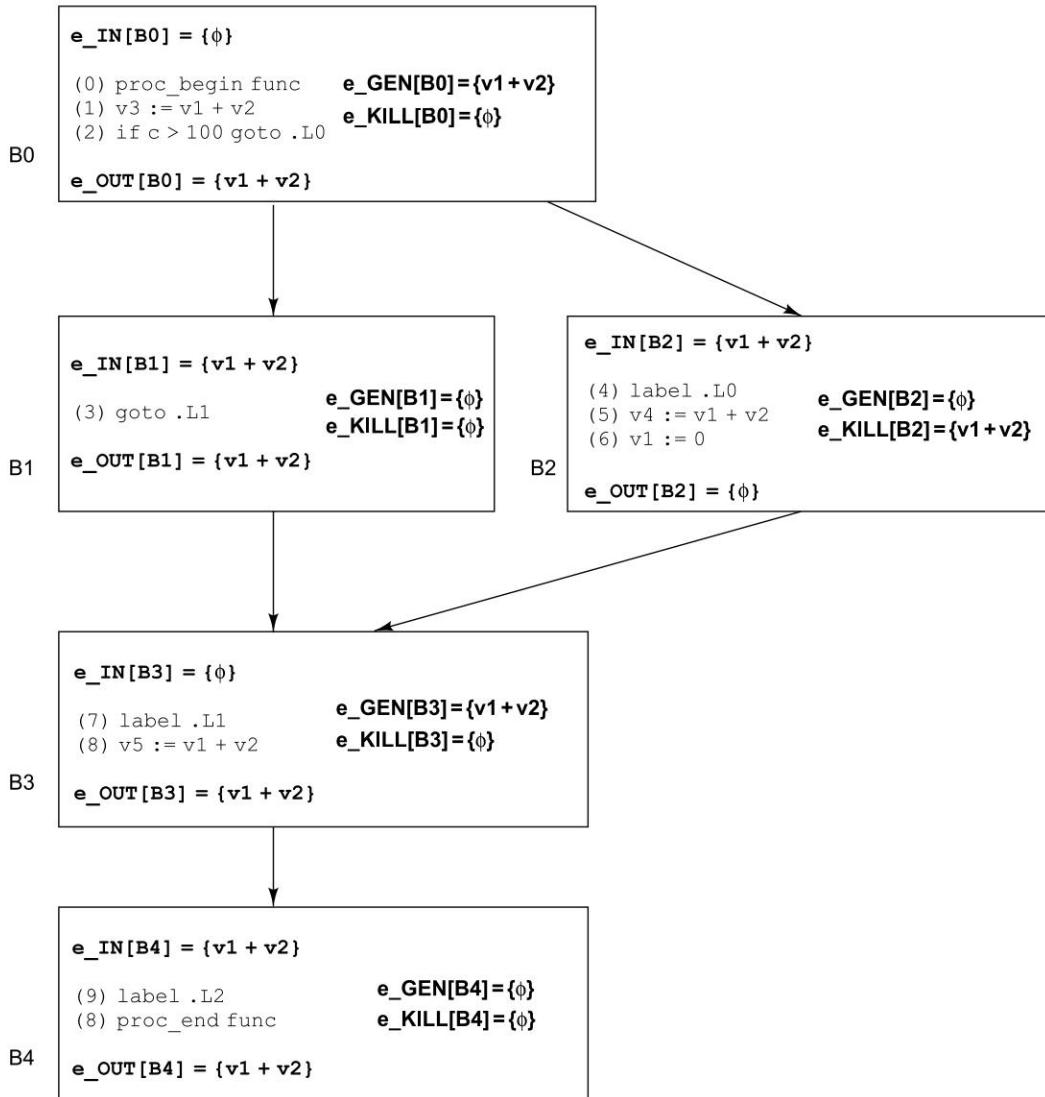 e_IN[B0] = {ϕ}
(0) proc_begin func
e_GEN[B0]={v1+v2}
(1) v3 := v1 + v2
e_KILL[B0]={ϕ}
(2) if c > 100 goto .L0
B0
e_OUT[B0] = {v1 + v2}
e_IN[B1] = {v1 + v2}
e_GEN[B1]={ϕ}
(3) goto .L1
e_KILL[B1]={ϕ}
B1
e_OUT[B1] = {v1 + v2}
e_IN[B2] = {v1 + v2}
(4) label .L0
e_GEN[B2]={ϕ}
(5) v4 := v1 + v2
e_KILL[B2]={v1+v2}
(6) v1 := 0
B2
e_OUT[B2] = {ϕ}
e_IN[B3] = {ϕ}
(7) label .L1
e_GEN[B3]={v1+v2}
(8) v5 := v1 + v2
e_KILL[B3]={ϕ}
B3
e_OUT[B3] = {v1 + v2}
e_IN[B4] = {v1 + v2}
(9) label .L2
e_GEN[B4]={ϕ}
(8) proc_end func
e_KILL[B4]={ϕ}
B4
e_OUT[B4] = {v1 + v2}